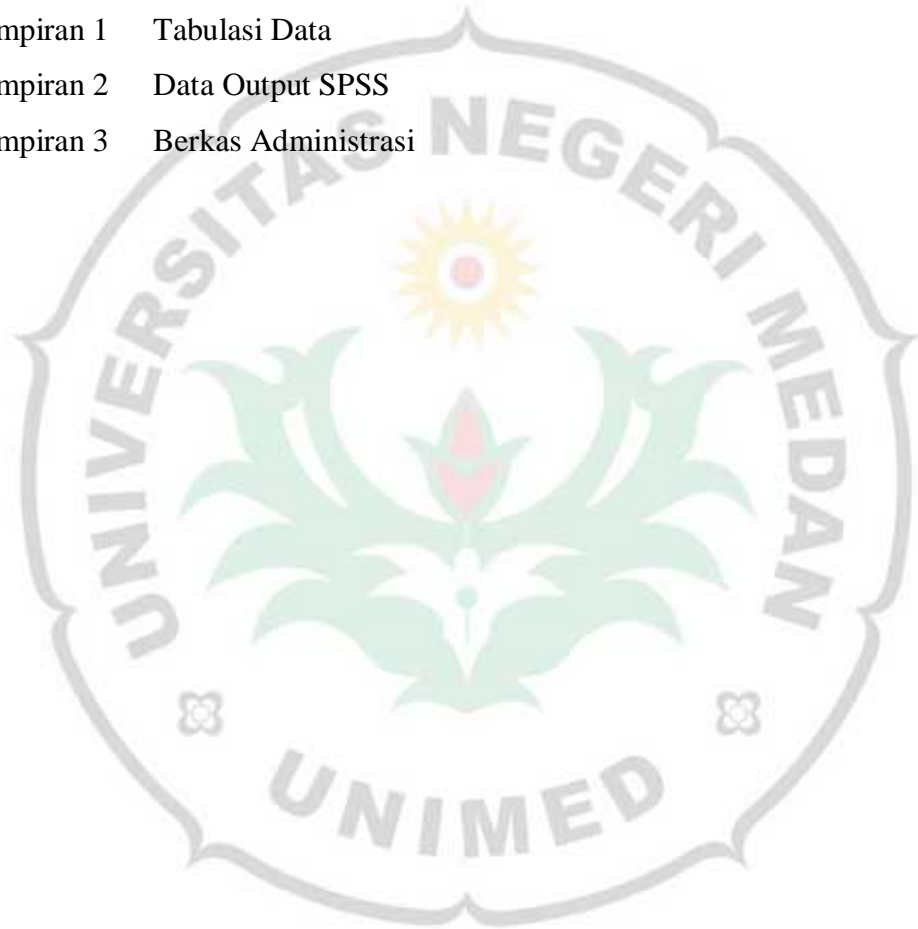 mpiran 1 Tabulasi Data
mpiran 2 Data Output SPSS
mpiran 3 Berkas Administrasi
UNIVERSITAS NEGERI MEDAN
UNIMED